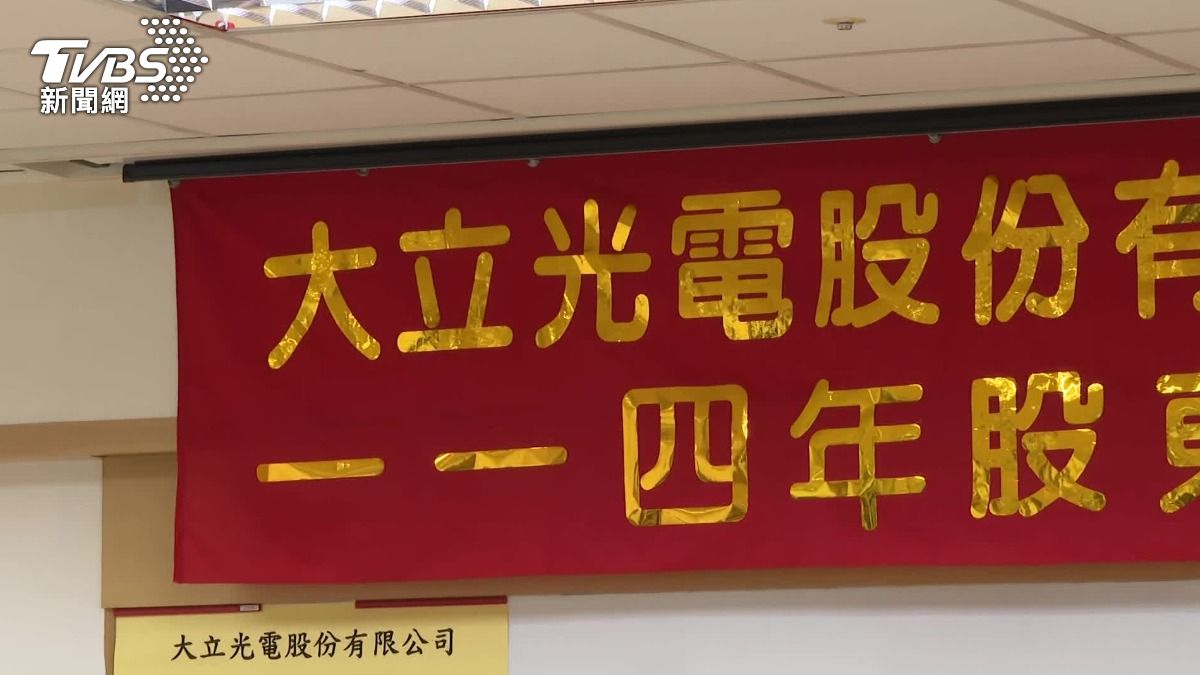 TVBS
新聞網
大立光電股份有
一一四年股東
大立光電股份有限公司